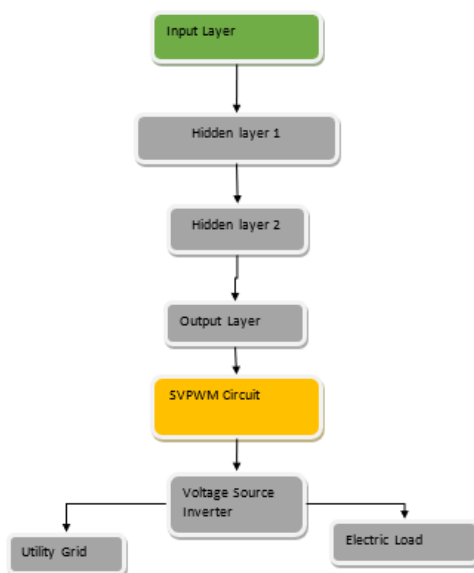 Input Layer
Hidden layer 1
Hidden layer 2
Output Layer
SVPWM Circuit
Voltage Source
Inverter
Utility Grid
Electric Load